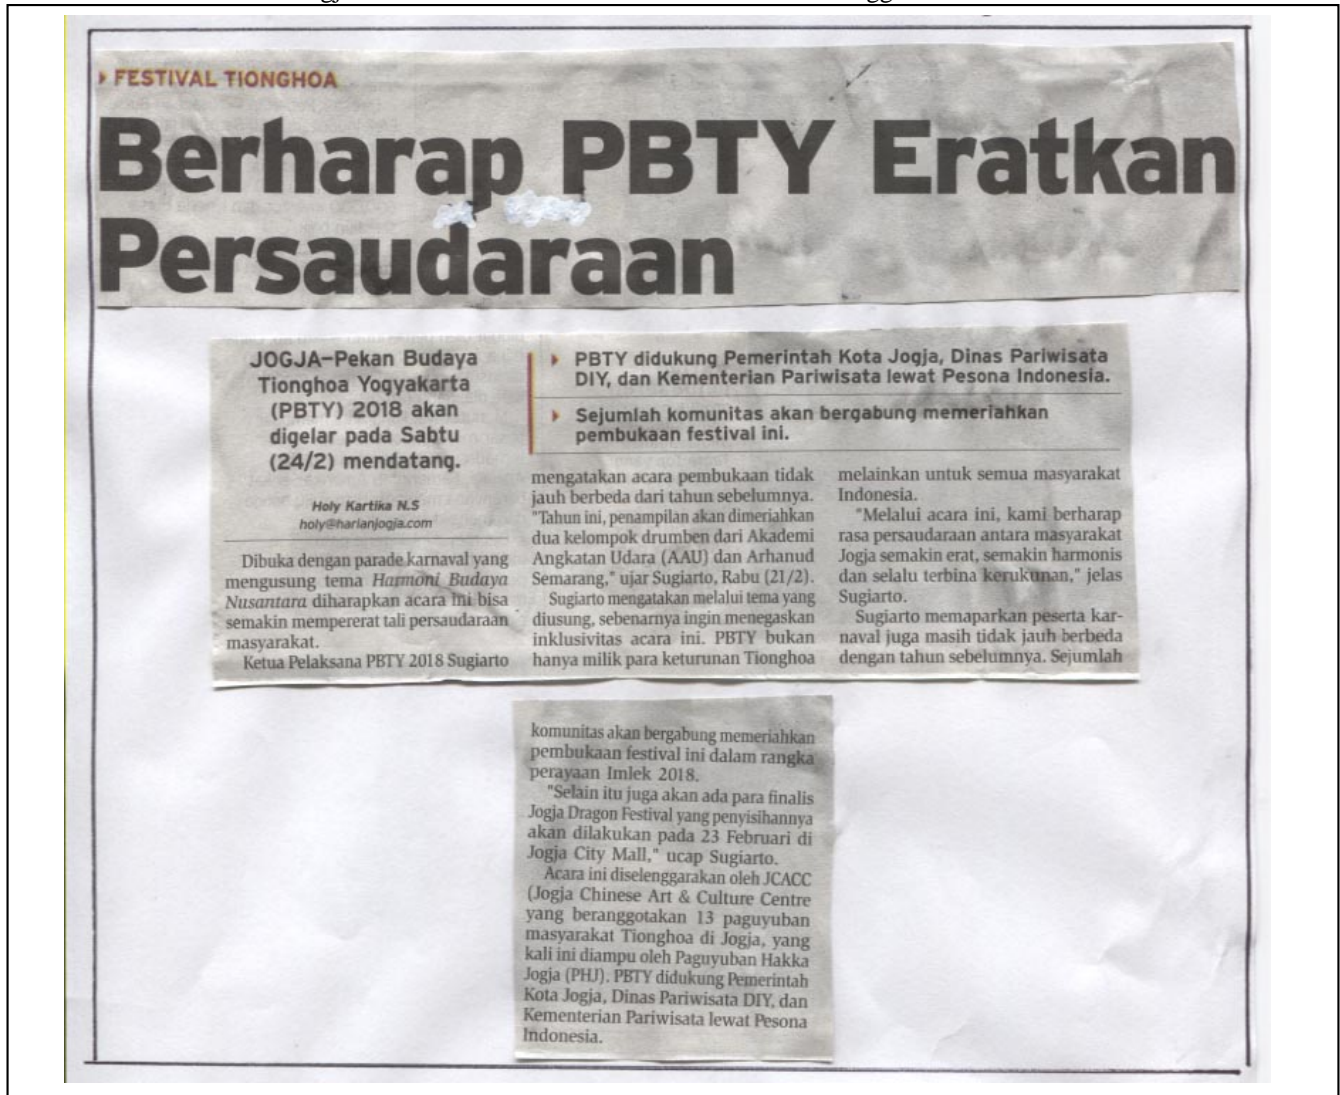 FESTIVAL TIONGHOA
Berharap PBTY Eratkan
Persaudaraan
JOGJA–Pekan Budaya
Tionghoa Yogyakarta
(PBTY) 2018 akan
digelar pada Sabtu
(24/2) mendatang.
Holy Kartika N.S
holy@harianjogja.com
Dibuka dengan parade karnaval yang
mengusung tema Harmoni Budaya
Nusantara diharapkan acara ini bisa
semakin mempererat tali persaudaraan
masyarakat.
Ketua Pelaksana PBTY 2018 Sugiarto
PBTY didukung Pemerintah Kota Jogja, Dinas Pariwisata
DIY, dan Kementerian Pariwisata lewat Pesona Indonesia.
Sejumlah komunitas akan bergabung memeriahkan
pembukaan festival ini.
mengatakan acara pembukaan tidak
jauh berbeda dari tahun sebelumnya.
"Tahun ini, penampilan akan dimeriahkan
dua kelompok drumben dari Akademi
Angkatan Udara (AAU) dan Arhanud
Semarang," ujar Sugiarto, Rabu (21/2).
Sugiarto mengatakan melalui tema yang
diusung, sebenarnya ingin menegaskan
inklusivitas acara ini. PBTY bukan
hanya milik para keturunan Tionghoa
melainkan untuk semua masyarakat
Indonesia.
"Melalui acara ini, kami berharap
rasa persaudaraan antara masyarakat
Jogja semakin erat, semakin harmonis
dan selalu terbina kerukunan," jelas
Sugiarto.
Sugiarto memaparkan peserta kar-
naval juga masih tidak jauh berbeda
dengan tahun sebelumnya. Sejumlah
komunitas akan bergabung memeriahkan
pembukaan festival ini dalam rangka
perayaan Imlek 2018.
"Selain itu juga akan ada para finalis
Jogja Dragon Festival yang penyisihannya
akan dilakukan pada 23 Februari di
Jogja City Mall," ucap Sugiarto.
Acara ini diselenggarakan oleh JCACC
(Jogja Chinese Art & Culture Centre
yang beranggotakan 13 paguyuban
masyarakat Tionghoa di Jogja, yang
kali ini diampu oleh Paguyuban Hakka
Jogja (PHJ). PBTY didukung Pemerintah
Kota Jogja, Dinas Pariwisata DIY, dan
Kementerian Pariwisata lewat Pesona
Indonesia.